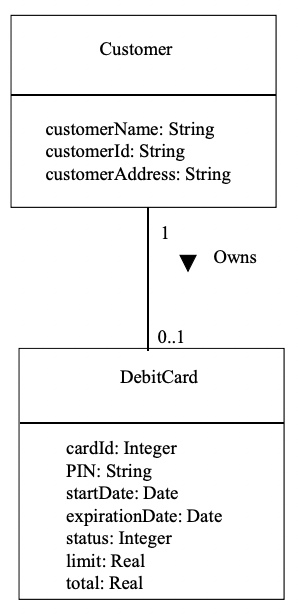 Customer
customerName: String
customerId: String
customerAddress: String
1
Owns
0..1
DebitCard
cardId: Integer
PIN: String
startDate: Date
expirationDate: Date
status: Integer
limit: Real
total: Real